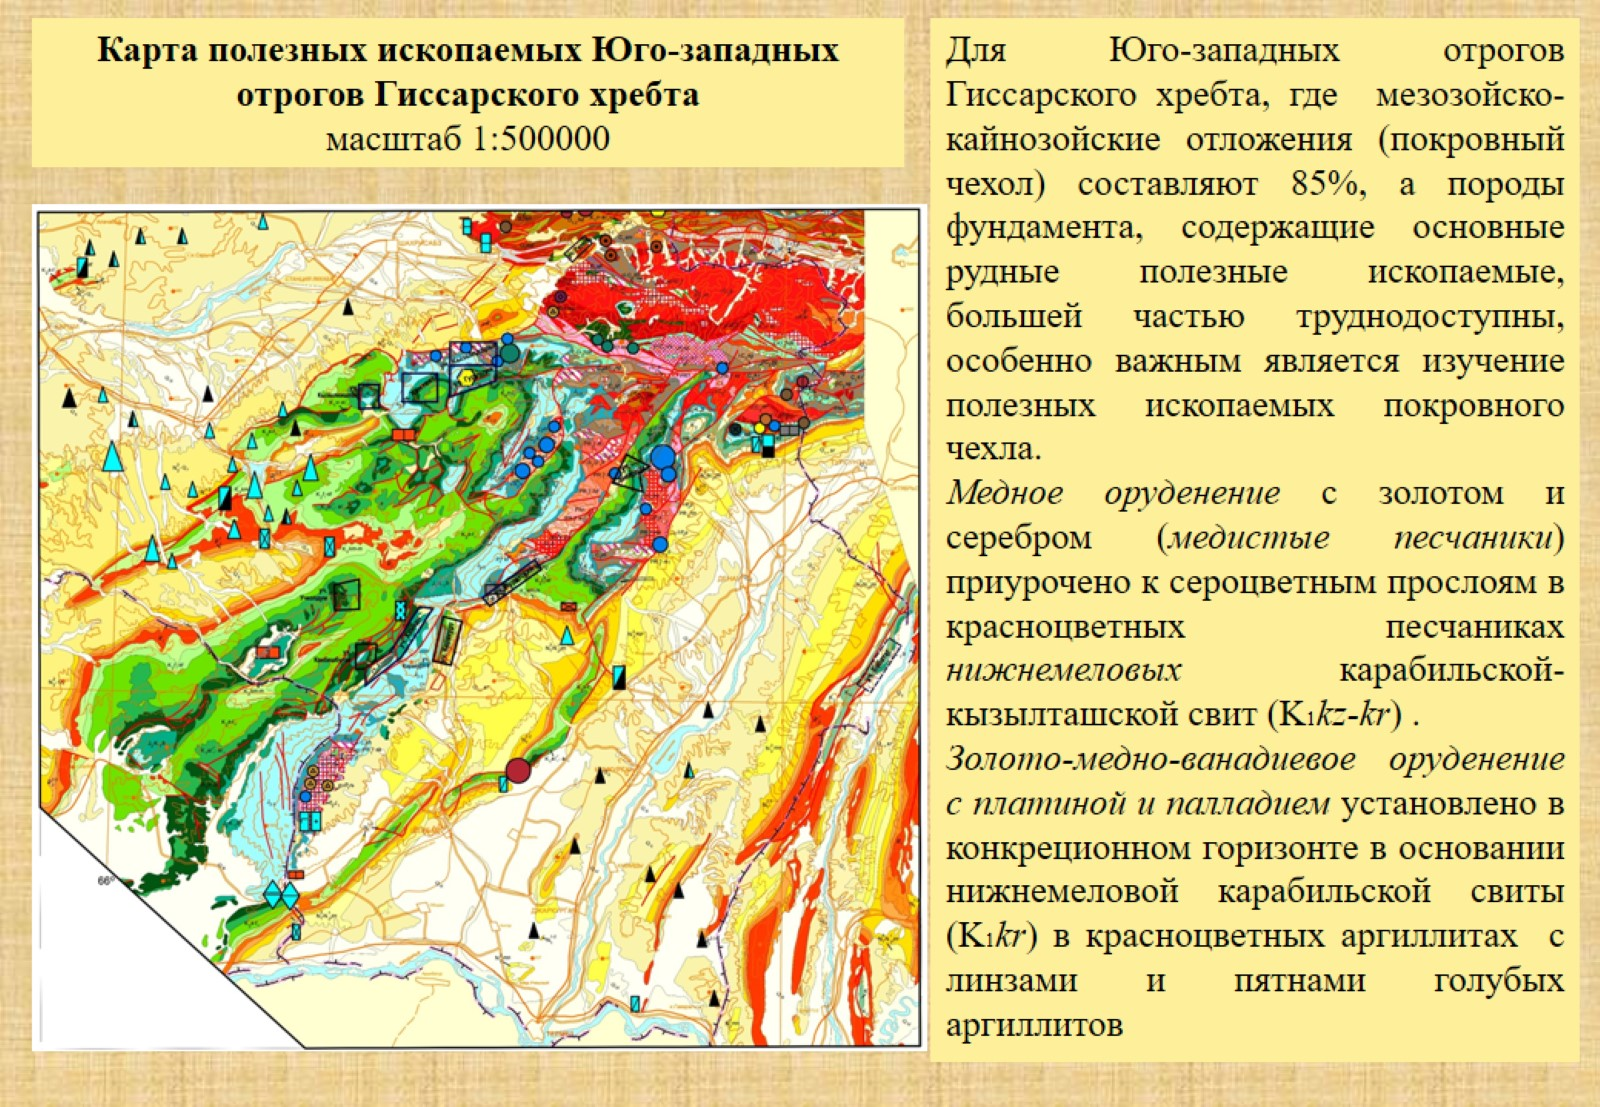 Карта полезных ископаемых Юго-западных
отрогов Гиссарского хребта
масштаб 1:500000
66°
Для Юго-западных отрогов
Гиссарского хребта, где мезозойско-
кайнозойские отложения (покровный
чехол) составляют 85%, а породы
фундамента, содержащие основные
рудные полезные ископаемые,
большей частью труднодоступны,
особенно важным является изучение
полезных ископаемых покровного
чехла.
Медное оруденение с золотом и
серебром (медистые песчаники)
приурочено к сероцветным прослоям в
красноцветных песчаниках
нижнемеловых карабильской-
кызылташской свит (K₁kz-kr) .
Золото-медно-ванадиевое оруденение
с платиной и палладием установлено в
конкреционном горизонте в основании
нижнемеловой карабильской свиты
(K₁kr) в красноцветных аргиллитах с
линзами и пятнами голубых
аргиллитов